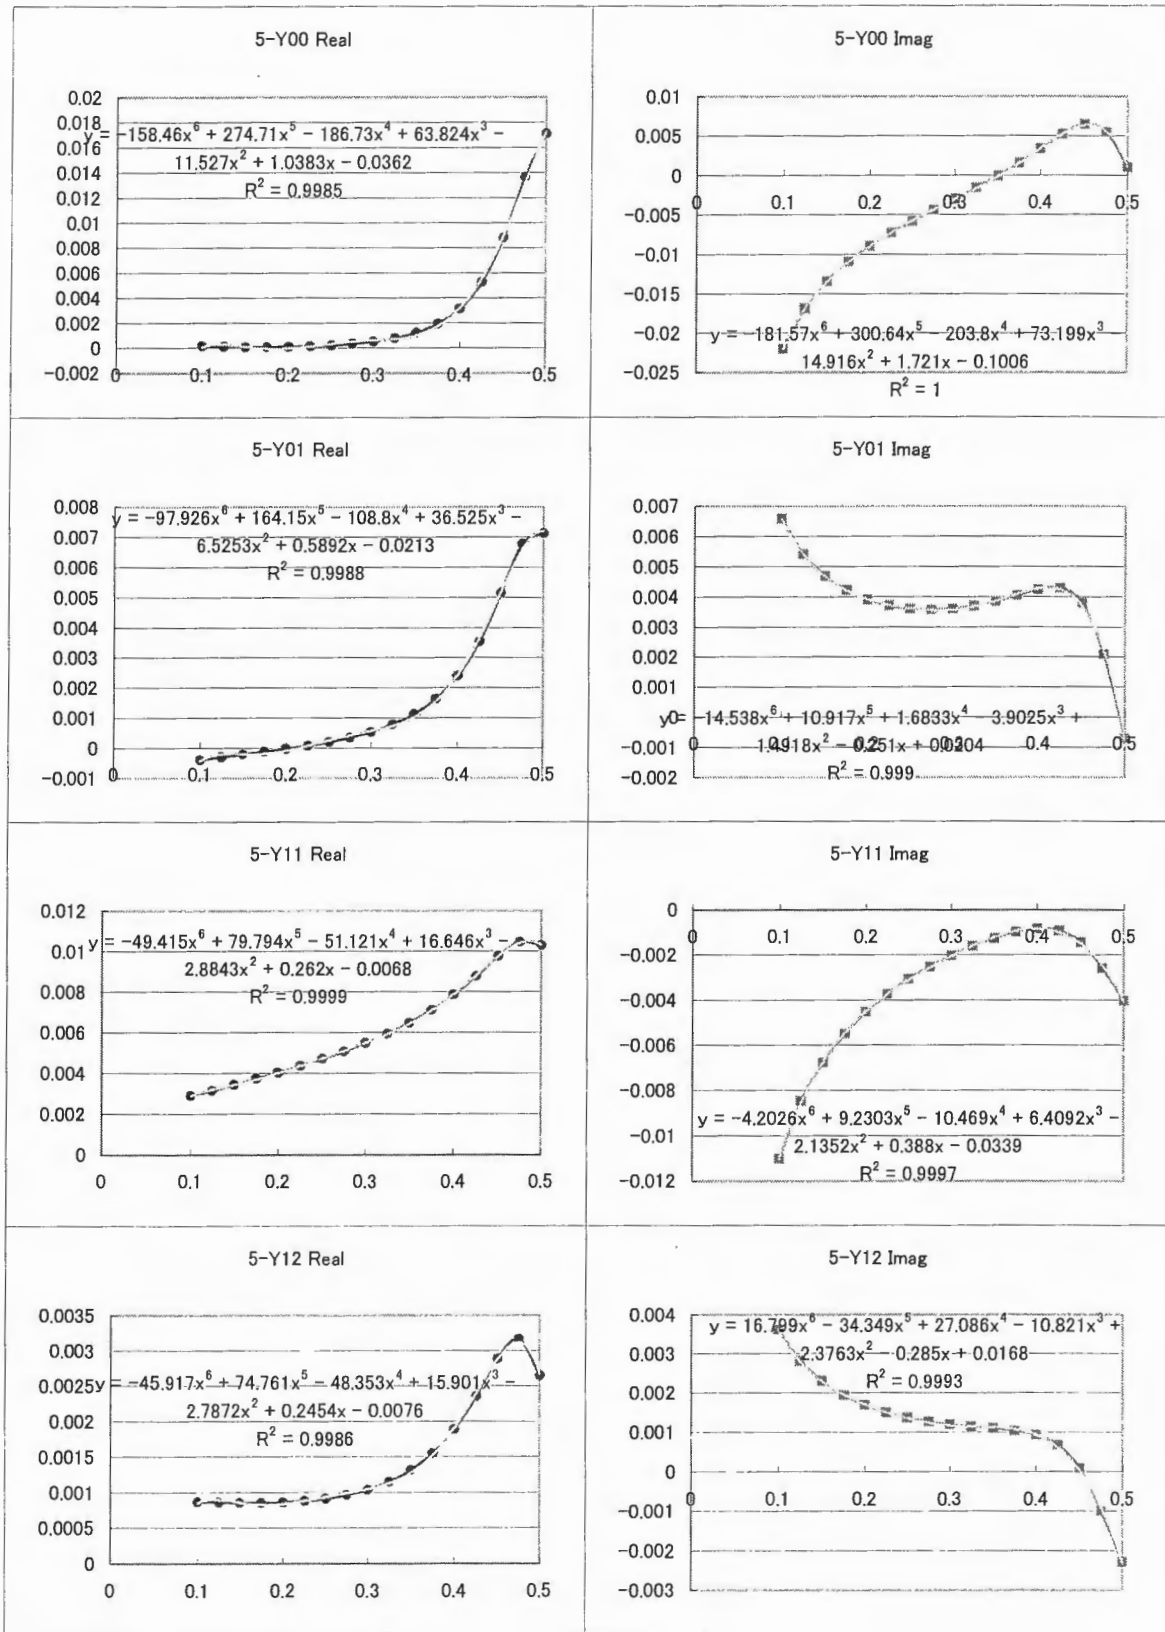 5-Y00 Real
0.02
0.018
y = -158.46x⁶ + 274.71x⁵ - 186.73x⁴ + 63.824x³ -
0.016
11.527x² + 1.0383x - 0.0362
0.014
R² = 0.9985
0.012
0.01
0.008
0.006
0.004
0.002
0
-0.002
0 0.1 0.2 0.3 0.4 0.5
5-Y00 Imag
0.01
0.005
0
0 0.1 0.2 0.3 0.4 0.5
-0.005
-0.01
-0.015
-0.02
y = -181.57x⁶ + 300.64x⁵ - 203.8x⁴ + 73.199x³ -
14.916x² + 1.721x - 0.1006
-0.025
R² = 1
5-Y01 Real
0.008
y = -97.926x⁶ + 164.15x⁵ - 108.8x⁴ + 36.525x³ -
0.007
6.5253x² + 0.5892x - 0.0213
0.006
R² = 0.9988
0.005
0.004
0.003
0.002
0.001
0
-0.001
0 0.1 0.2 0.3 0.4 0.5
5-Y01 Imag
0.007
0.006
0.005
0.004
0.003
0.002
0.001
0
y = -14.538x⁶ + 10.917x⁵ + 1.6833x⁴ - 3.9025x³ +
0 0.1 0.2 0.3 0.4 0.5
-0.001
1.4918x² - 0.251x + 0.0204
-0.002
R² = 0.999
5-Y11 Real
0.012
y = -49.415x⁶ + 79.794x⁵ - 51.121x⁴ + 16.646x³ -
0.01
2.8843x² + 0.262x - 0.0068
R² = 0.9999
0.008
0.006
0.004
0.002
0
0 0.1 0.2 0.3 0.4 0.5
5-Y11 Imag
0
0 0.1 0.2 0.3 0.4 0.5
-0.002
-0.004
-0.006
-0.008
y = -4.2026x⁶ + 9.2303x⁵ - 10.469x⁴ + 6.4092x³ -
-0.01
2.1352x² + 0.388x - 0.0339
R² = 0.9997
-0.012
5-Y12 Real
0.0035
0.003
0.0025
y = -45.917x⁶ + 74.761x⁵ - 48.353x⁴ + 15.901x³ -
2.7872x² + 0.2454x - 0.0076
0.002
R² = 0.9986
0.0015
0.001
0.0005
0
0 0.1 0.2 0.3 0.4 0.5
5-Y12 Imag
0.004
y = 16.799x⁶ - 34.349x⁵ + 27.086x⁴ - 10.821x³ +
0.003
2.3763x² - 0.285x + 0.0168
R² = 0.9993
0.002
0.001
0
0 0.1 0.2 0.3 0.4 0.5
-0.001
-0.002
-0.003